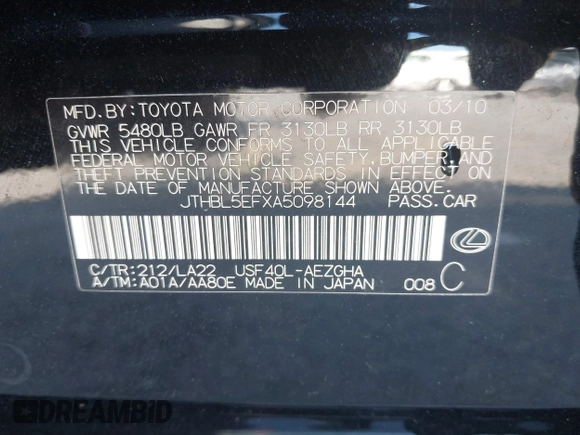 MFD. BY: TOYOTA MOTOR CORPORATION 03/10
GVWR 5480LB GAWR FR 3130LB RR 3130LB
THIS VEHICLE CONFORMS TO ALL APPLICABLE
FEDERAL MOTOR VEHICLE SAFETY, BUMPER, AND
THEFT PREVENTION STANDARDS IN EFFECT ON
THE DATE OF MANUFACTURE SHOWN ABOVE.
JTHBL5EFXA5098144 PASS. CAR
C/TR: 212/LA22 USF40L-AEZGHA
A/TM: A01A/AA80E MADE IN JAPAN 008 C
DREAMBID